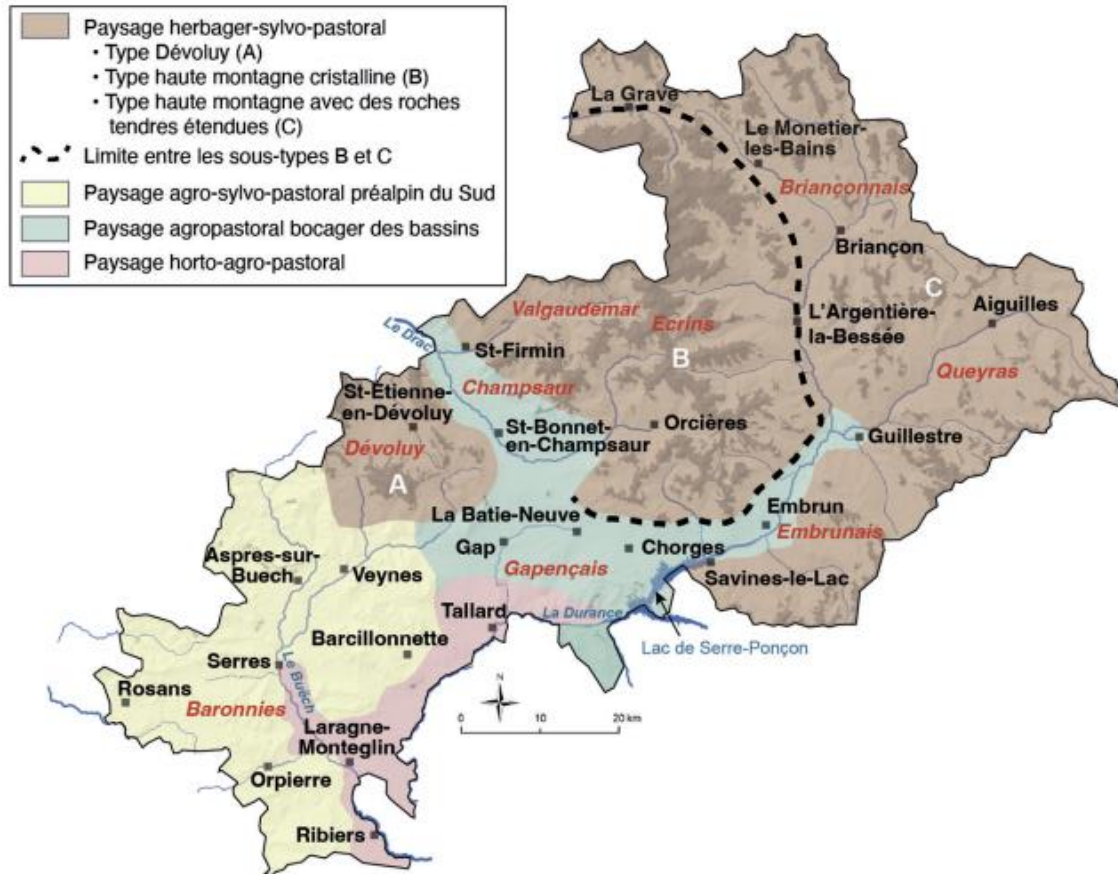 Paysage herbager-sylvo-pastoral
• Type Dévoluy (A)
• Type haute montagne cristalline (B)
• Type haute montagne avec des roches
tendres étendues (C)
Limite entre les sous-types B et C
Paysage agro-sylvo-pastoral préalpin du Sud
Paysage agropastoral bocager des bassins
Paysage horto-agro-pastoral
La Grave
Le Monetier-
les-Bains
Briançonnais
Briançon
C
Aiguilles
L'Argentière-
la-Bessée
Valgaudemar
Ecrins
B
Queyras
Le Drac
St-Firmin
Champsaur
St-Etienne-
en-Dévoluy
Dévoluy
A
St-Bonnet-
en-Champsaur
Orcières
Guillestre
La Batie-Neuve
Embrun
Embrunais
Gap
Gapençais
Chorges
Savines-le-Lac
Aspres-sur-
Buech
Veynes
Tallard
La Durance
Lac de Serre-Ponçon
Barcillonnette
Serres
Le Buëch
Rosans
Baronnies
N
0 10 20 km
Laragne-
Monteglin
Orpierre
Ribiers